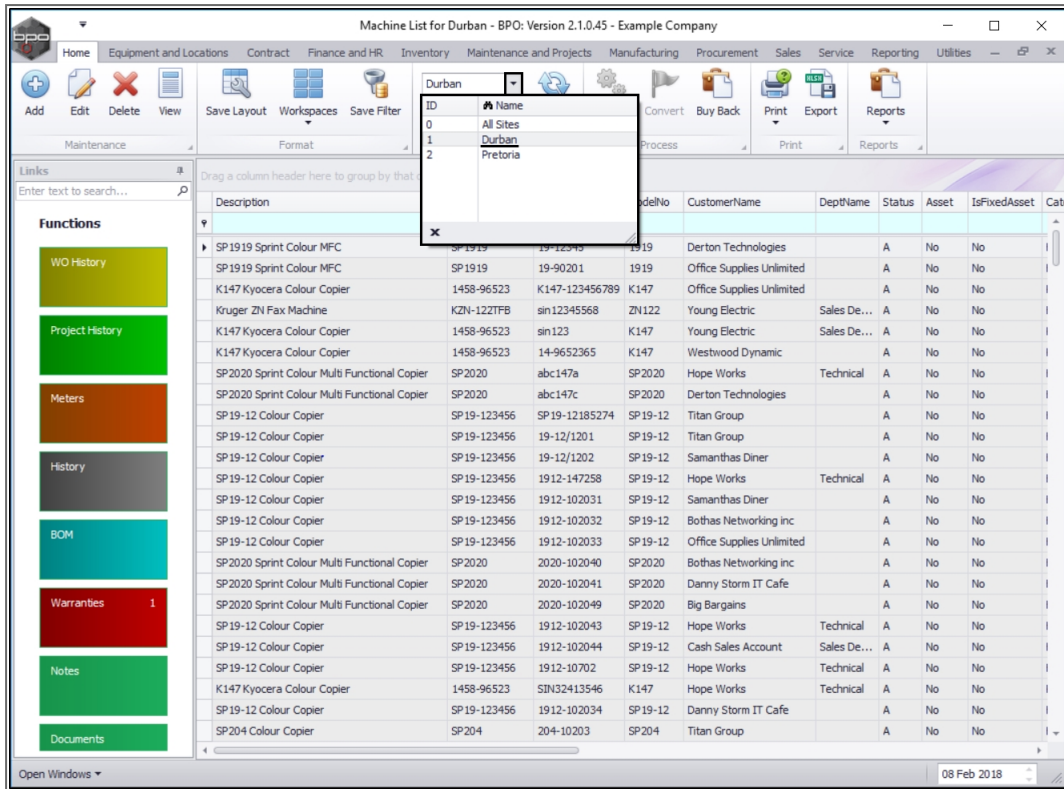 bpo
Machine List for Durban - BPO: Version 2.1.0.45 - Example Company
Home Equipment and Locations Contract Finance and HR Inventory Maintenance and Projects Manufacturing Procurement Sales Service Reporting Utilities
Add Edit Delete View Save Layout Workspaces Save Filter Durban Convert Buy Back Print Export Reports
Maintenance Format Process Print Reports
ID Name
0 All Sites
1 Durban
2 Pretoria
Links
Enter text to search...
Drag a column header here to group by that
Functions
WO History
Project History
Meters
History
BOM
Warranties 1
Notes
Documents
Description CustomerName DeptName Status Asset IsFixedAsset
SP1919 Sprint Colour MFC SP1919 19-12345 1919 Derton Technologies A No No
SP1919 Sprint Colour MFC SP1919 19-90201 1919 Office Supplies Unlimited A No No
K147 Kyocera Colour Copier 1458-96523 K147-123456789 K147 Office Supplies Unlimited A No No
Kruger ZN Fax Machine KZN-122TFB sin12345568 ZN122 Young Electric Sales De... A No No
K147 Kyocera Colour Copier 1458-96523 sin123 K147 Young Electric Sales De... A No No
K147 Kyocera Colour Copier 1458-96523 14-9652365 K147 Westwood Dynamic A No No
SP2020 Sprint Colour Multi Functional Copier SP2020 abc147a SP2020 Hope Works Technical A No No
SP2020 Sprint Colour Multi Functional Copier SP2020 abc147c SP2020 Derton Technologies A No No
SP19-12 Colour Copier SP19-123456 SP19-12185274 SP19-12 Titan Group A No No
SP19-12 Colour Copier SP19-123456 19-12/1201 SP19-12 Titan Group A No No
SP19-12 Colour Copier SP19-123456 19-12/1202 SP19-12 Samanthas Diner A No No
SP19-12 Colour Copier SP19-123456 1912-147258 SP19-12 Hope Works Technical A No No
SP19-12 Colour Copier SP19-123456 1912-102031 SP19-12 Samanthas Diner A No No
SP19-12 Colour Copier SP19-123456 1912-102032 SP19-12 Bothas Networking inc A No No
SP19-12 Colour Copier SP19-123456 1912-102033 SP19-12 Office Supplies Unlimited A No No
SP2020 Sprint Colour Multi Functional Copier SP2020 2020-102040 SP2020 Bothas Networking inc A No No
SP2020 Sprint Colour Multi Functional Copier SP2020 2020-102041 SP2020 Danny Storm IT Cafe A No No
SP2020 Sprint Colour Multi Functional Copier SP2020 2020-102049 SP2020 Big Bargains A No No
SP19-12 Colour Copier SP19-123456 1912-102043 SP19-12 Hope Works Technical A No No
SP19-12 Colour Copier SP19-123456 1912-102044 SP19-12 Cash Sales Account Sales De... A No No
SP19-12 Colour Copier SP19-123456 1912-10702 SP19-12 Hope Works Technical A No No
K147 Kyocera Colour Copier 1458-96523 SIN32413546 K147 Hope Works Technical A No No
SP19-12 Colour Copier SP19-123456 1912-102034 SP19-12 Danny Storm IT Cafe A No No
SP204 Colour Copier SP204 204-10203 SP204 Titan Group A No No
Open Windows 08 Feb 2018